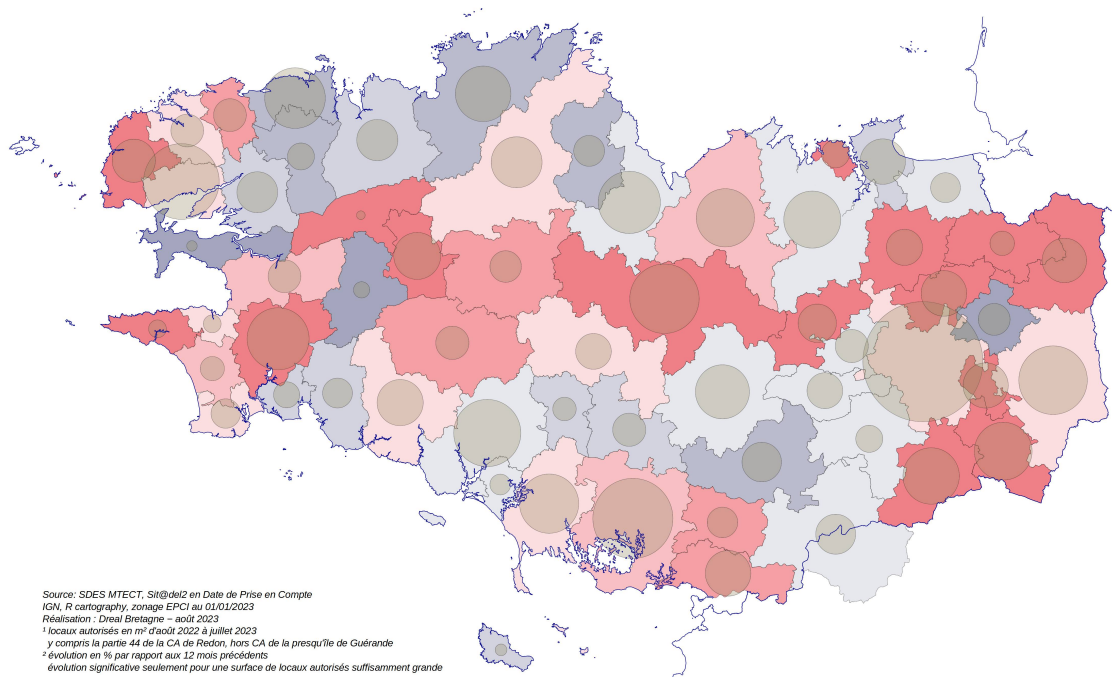 Source: SDES MTECT, Sit@del2 en Date de Prise en Compte
IGN, R cartography, zonage EPCI au 01/01/2023
Réalisation : Dreal Bretagne − août 2023
¹ locaux autorisés en m² d'août 2022 à juillet 2023
y compris la partie 44 de la CA de Redon, hors CA de la presqu'île de Guérande
² évolution en % par rapport aux 12 mois précédents
évolution significative seulement pour une surface de locaux autorisés suffisamment grande